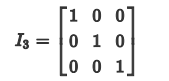 I₃ = [1 0 0
0 1 0
0 0 1]